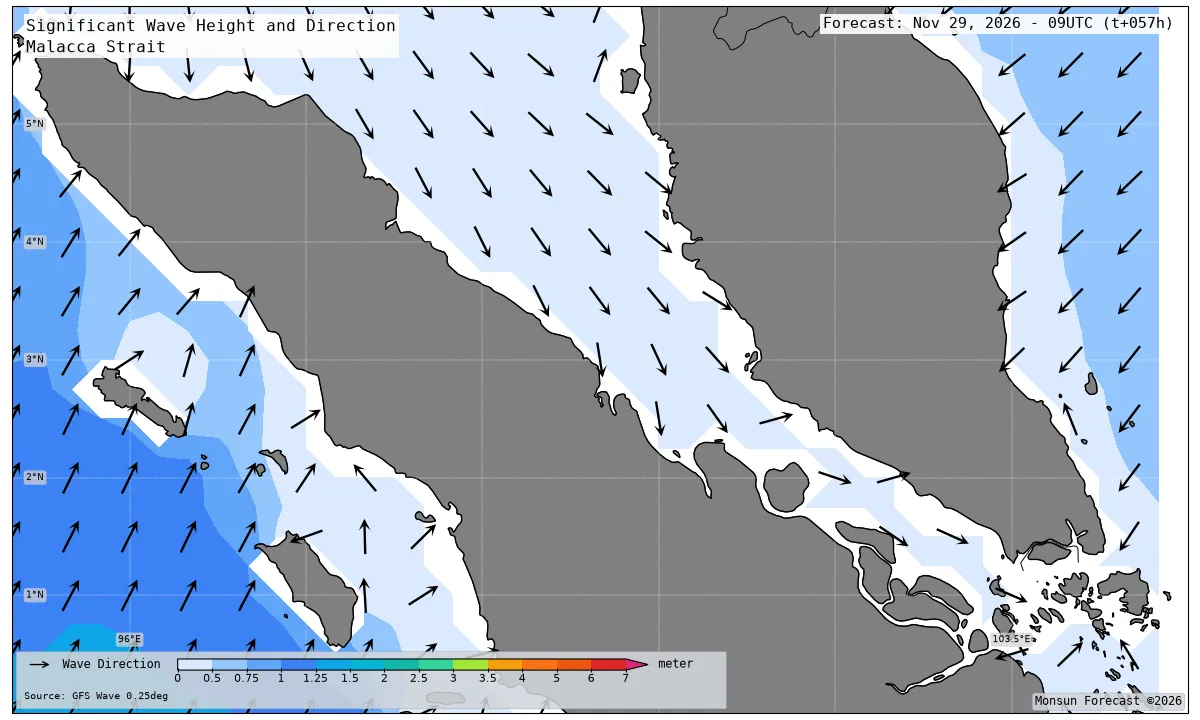 Significant Wave Height and Direction
Malacca Strait
Forecast: Nov 29, 2026 - 09UTC (t+057h)
5°N
4°N
3°N
2°N
1°N
96°E
103.5°E
Wave Direction
meter
0 0.5 0.75 1 1.25 1.5 2 2.5 3 3.5 4 5 6 7
Source: GFS Wave 0.25deg
Monsun Forecast ©2026